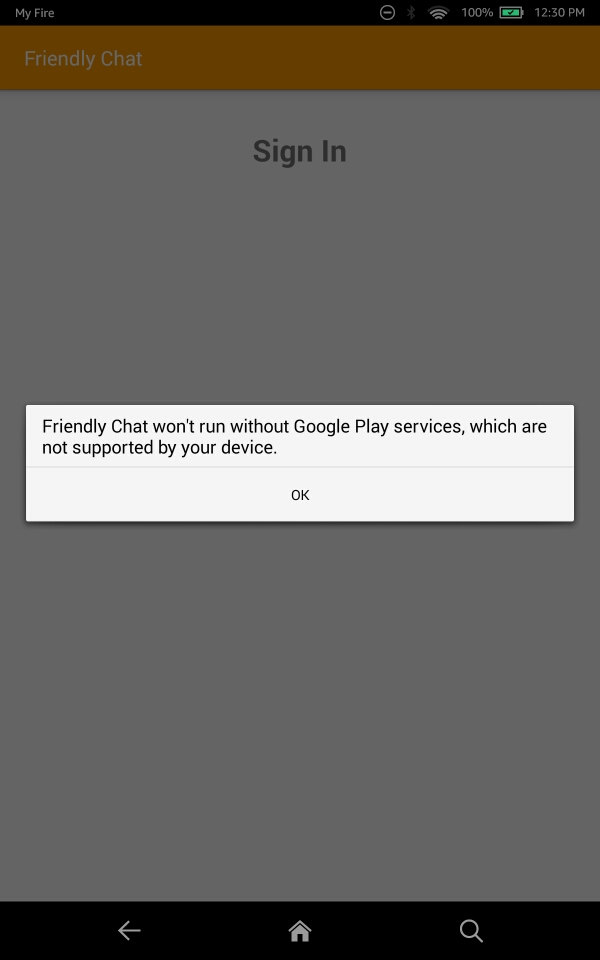 My Fire
100%
12:30 PM
Friendly Chat
Sign In
Friendly Chat won't run without Google Play services, which are
not supported by your device.
OK